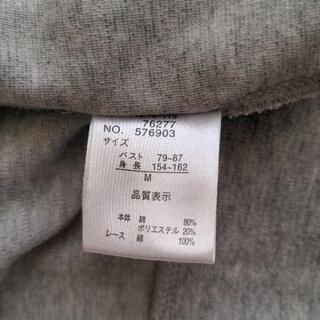 76277
NO. 576903
サイズ
バスト 79~87
身長 154~162
M
品質表示
本体 綿 80%
ポリエステル 20%
レース 綿 100%